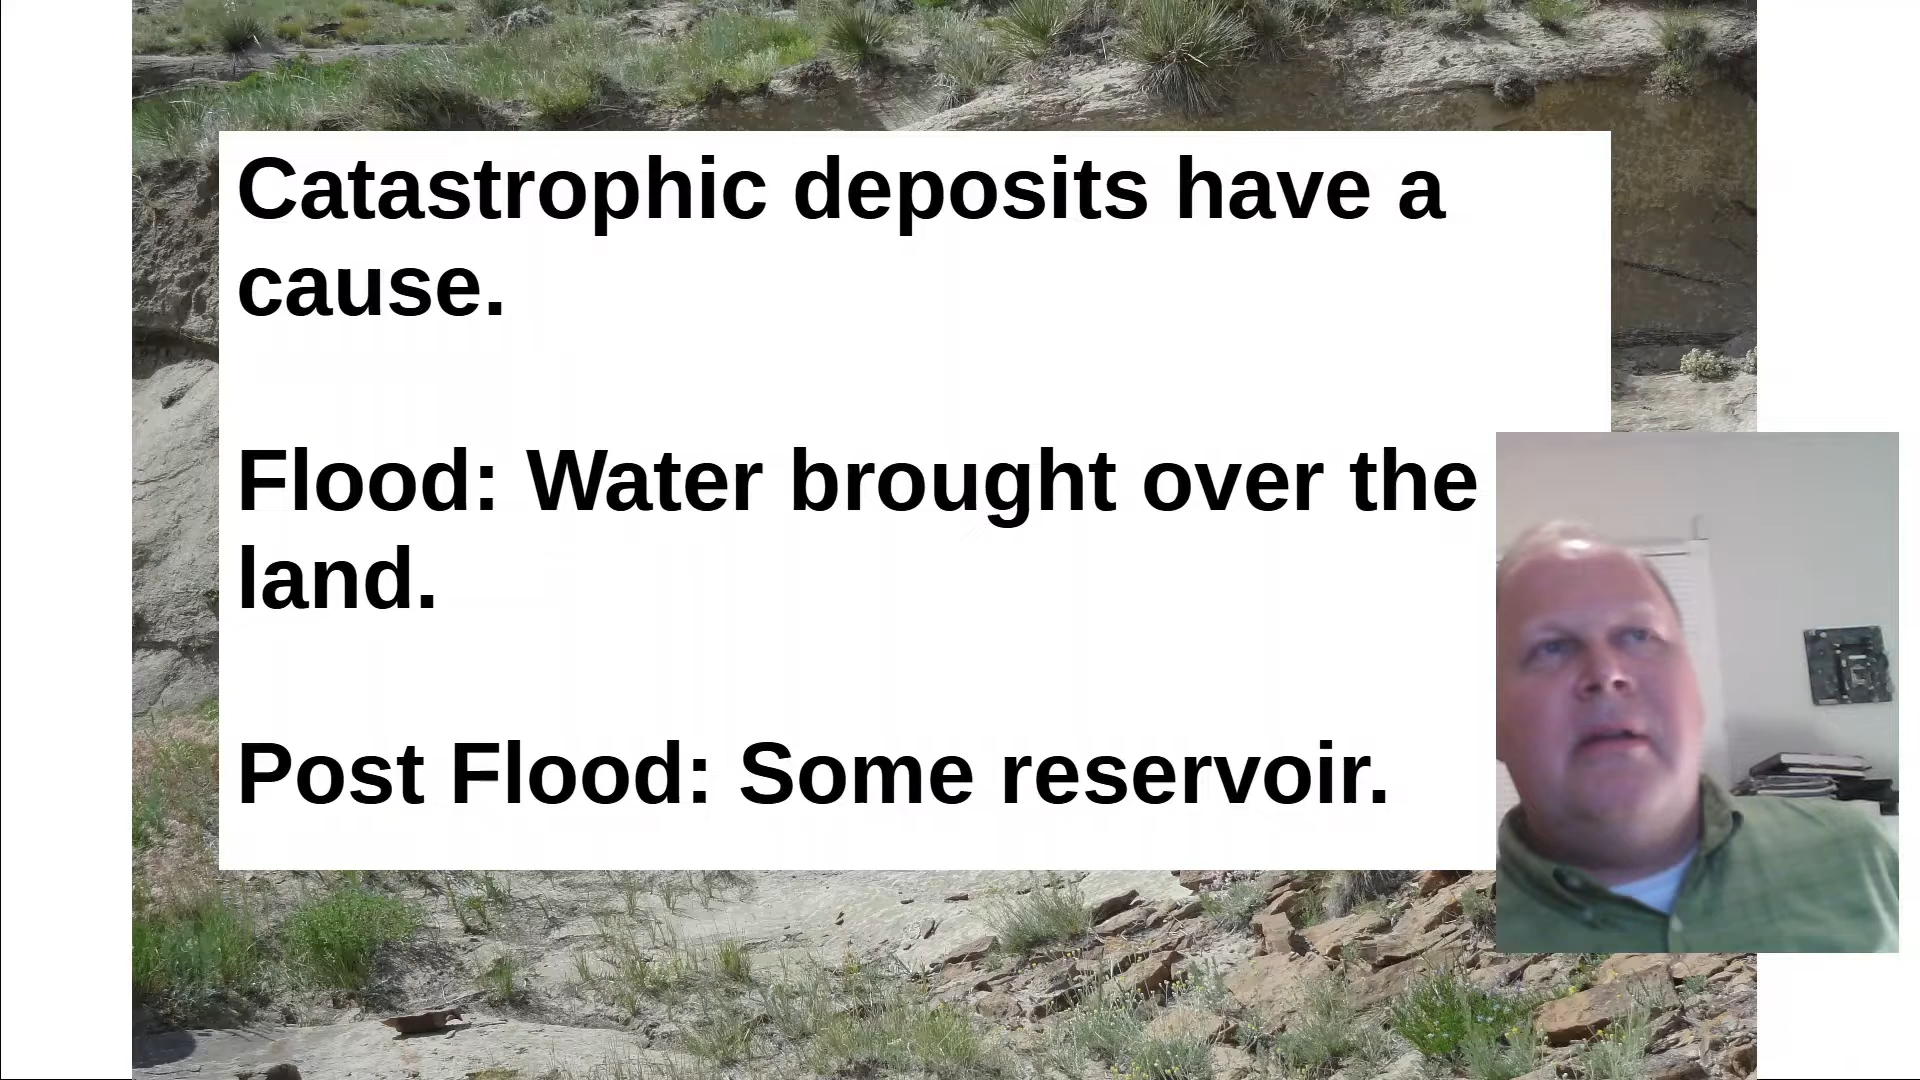 Catastrophic deposits have a
cause.
Flood: Water brought over the
land.
Post Flood: Some reservoir.